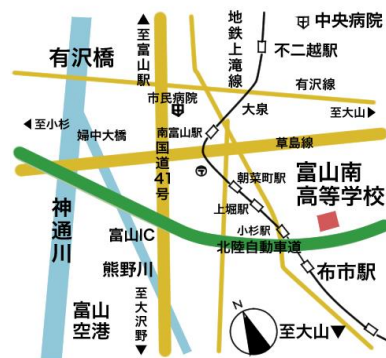 中央病院
地鉄上滝線
▲至富山駅
有沢橋
不二越駅
有沢線
市民病院
大泉
至大山▶
◀至小杉
婦中大橋
南富山駅
草島線
国道41号
朝菜町駅
富山南
高等学校
上堀駅
小杉駅
神通川
富山IC
北陸自動車道
熊野川
布市駅
富山
空港
至大沢野▼
N
至大山▼